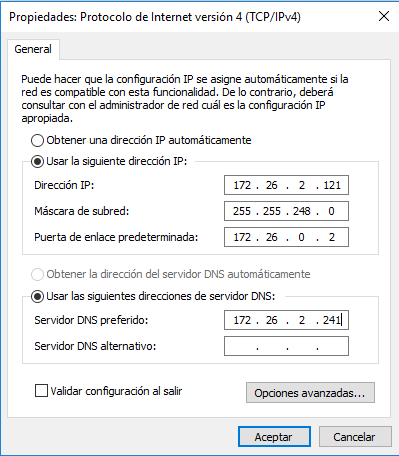 Propiedades: Protocolo de Internet versión 4 (TCP/IPv4)
General
Puede hacer que la configuración IP se asigne automáticamente si la
red es compatible con esta funcionalidad. De lo contrario, deberá
consultar con el administrador de red cuál es la configuración IP
apropiada.
Obtener una dirección IP automáticamente
Usar la siguiente dirección IP:
Dirección IP: 172 . 26 . 2 . 121
Máscara de subred: 255 . 255 . 248 . 0
Puerta de enlace predeterminada: 172 . 26 . 0 . 2
Obtener la dirección del servidor DNS automáticamente
Usar las siguientes direcciones de servidor DNS:
Servidor DNS preferido: 172 . 26 . 2 . 241
Servidor DNS alternativo: . . .
Validar configuración al salir
Opciones avanzadas...
Aceptar Cancelar